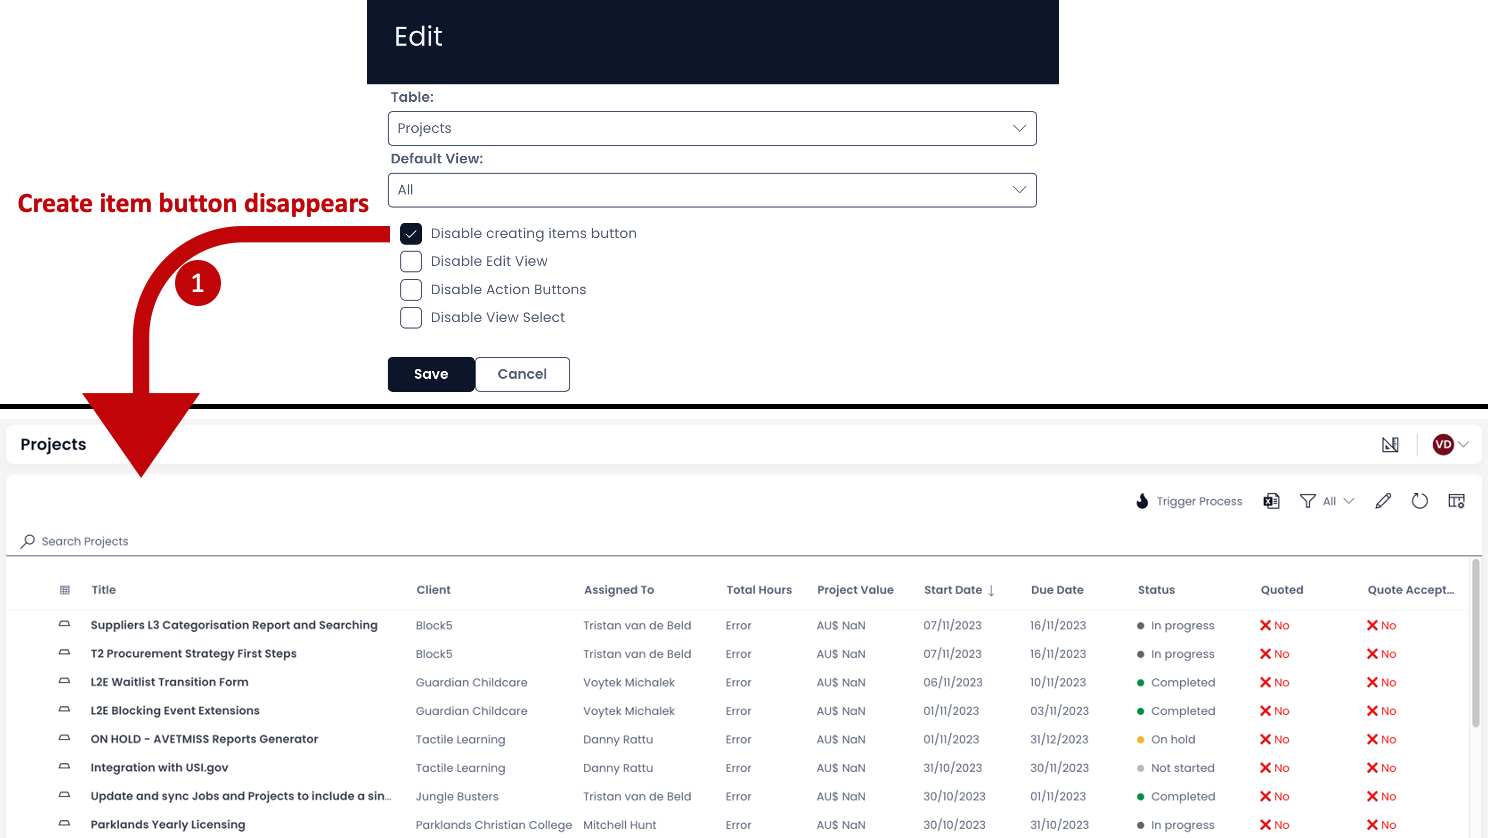 Edit
Table:
Projects
Default View:
All
Create item button disappears
1
Disable creating items button
Disable Edit View
Disable Action Buttons
Disable View Select
Save Cancel
Projects
VD
Trigger Process All
Search Projects
Title Client Assigned To Total Hours Project Value Start Date ↓ Due Date Status Quoted Quote Accept...
Suppliers L3 Categorisation Report and Searching Block5 Tristan van de Beld Error AU$ NaN 07/11/2023 16/11/2023 In progress No No
T2 Procurement Strategy First Steps Block5 Tristan van de Beld Error AU$ NaN 07/11/2023 16/11/2023 In progress No No
L2E Waitlist Transition Form Guardian Childcare Voytek Michalek Error AU$ NaN 06/11/2023 10/11/2023 Completed No No
L2E Blocking Event Extensions Guardian Childcare Voytek Michalek Error AU$ NaN 01/11/2023 03/11/2023 Completed No No
ON HOLD - AVETMISS Reports Generator Tactile Learning Danny Rattu Error AU$ NaN 01/11/2023 31/12/2023 On hold No No
Integration with USI.gov Tactile Learning Danny Rattu Error AU$ NaN 31/10/2023 30/11/2023 Not started No No
Update and sync Jobs and Projects to include a sin... Jungle Busters Tristan van de Beld Error AU$ NaN 30/10/2023 01/11/2023 Completed No No
Parklands Yearly Licensing Parklands Christian College Mitchell Hunt Error AU$ NaN 30/10/2023 31/10/2023 In progress No No